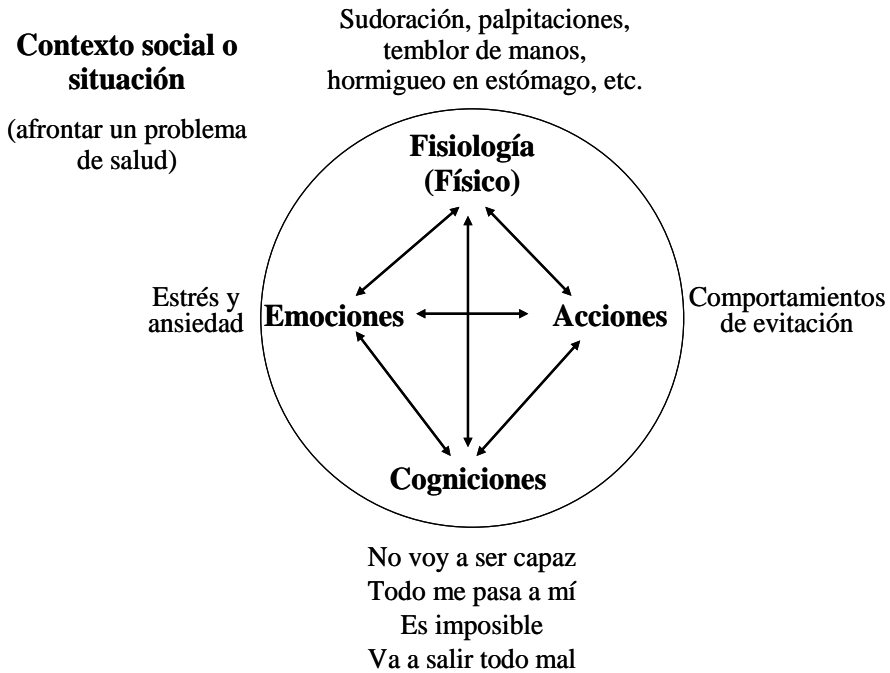 Contexto social o
situación
(afrontar un problema
de salud)
Sudoración, palpitaciones,
temblor de manos,
hormigueo en estómago, etc.
Fisiología
(Físico)
Estrés y
ansiedad
Emociones
Acciones
Comportamientos
de evitación
Cogniciones
No voy a ser capaz
Todo me pasa a mí
Es imposible
Va a salir todo mal